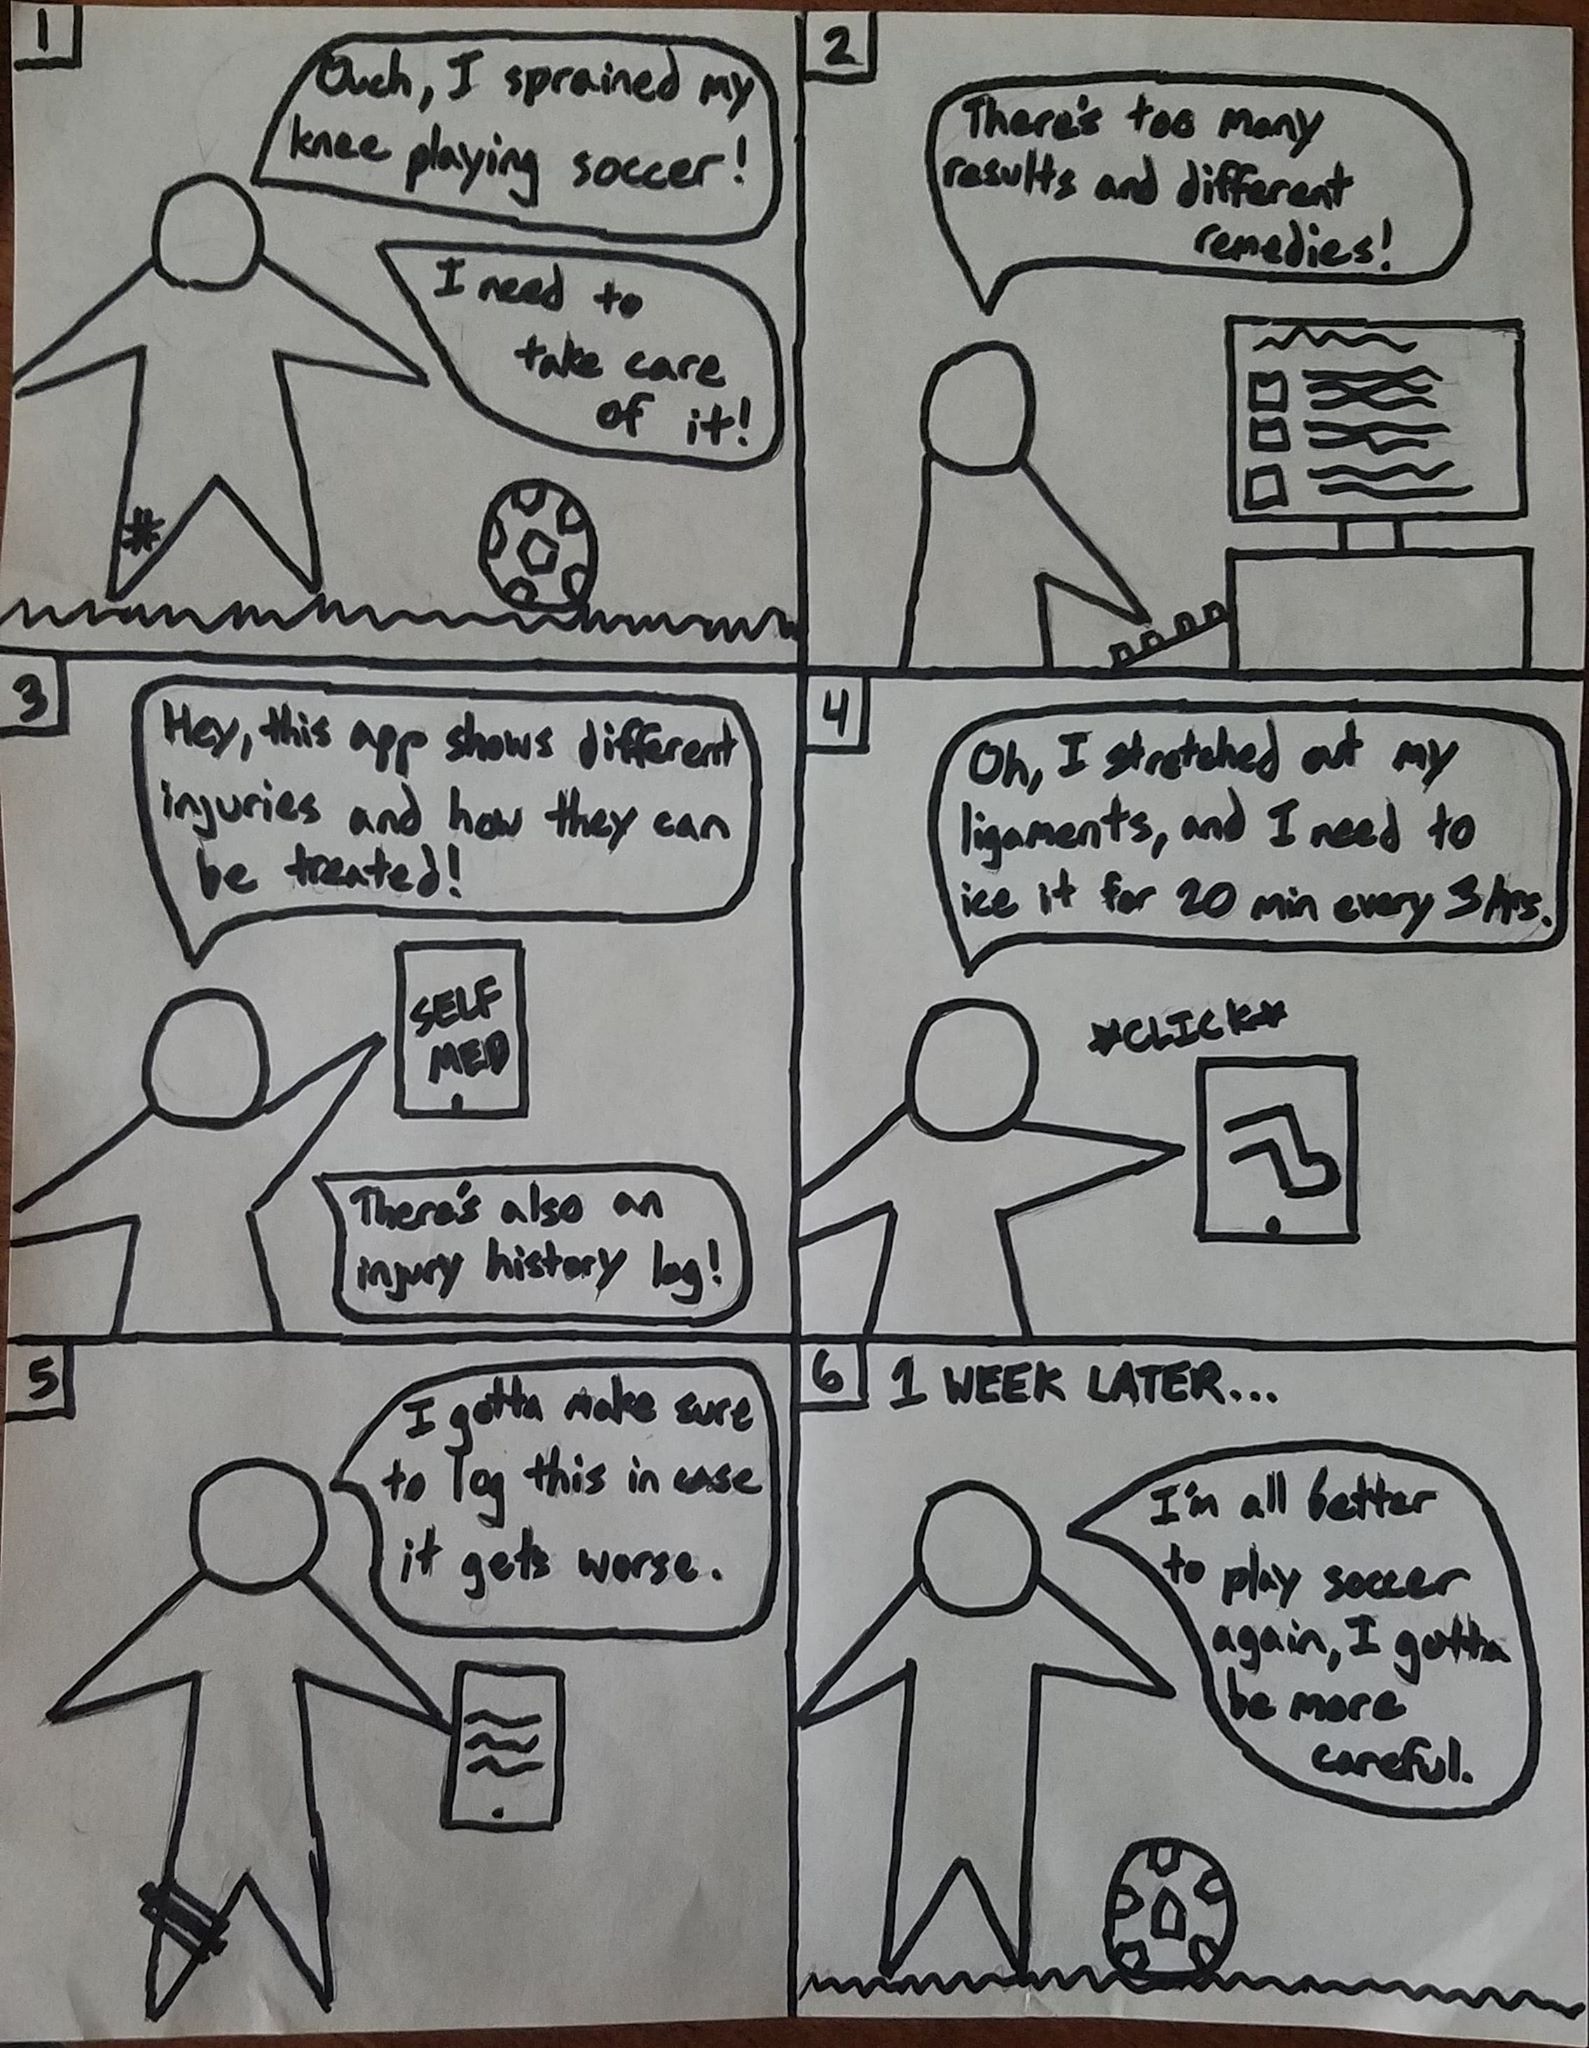 1
Ouch, I sprained my
knee playing soccer!
I need to
take care
of it!
2
There's too many
results and different
remedies!
3
Hey, this app shows different
injuries and how they can
be treated!
SELF
MED
There's also an
injury history log!
4
Oh, I stretched out my
ligaments, and I need to
ice it for 20 min every 3 hrs.
*CLICK*
5
I gotta make sure
to log this in case
it gets worse.
6
1 WEEK LATER...
I'm all better
to play soccer
again, I gotta
be more
careful.